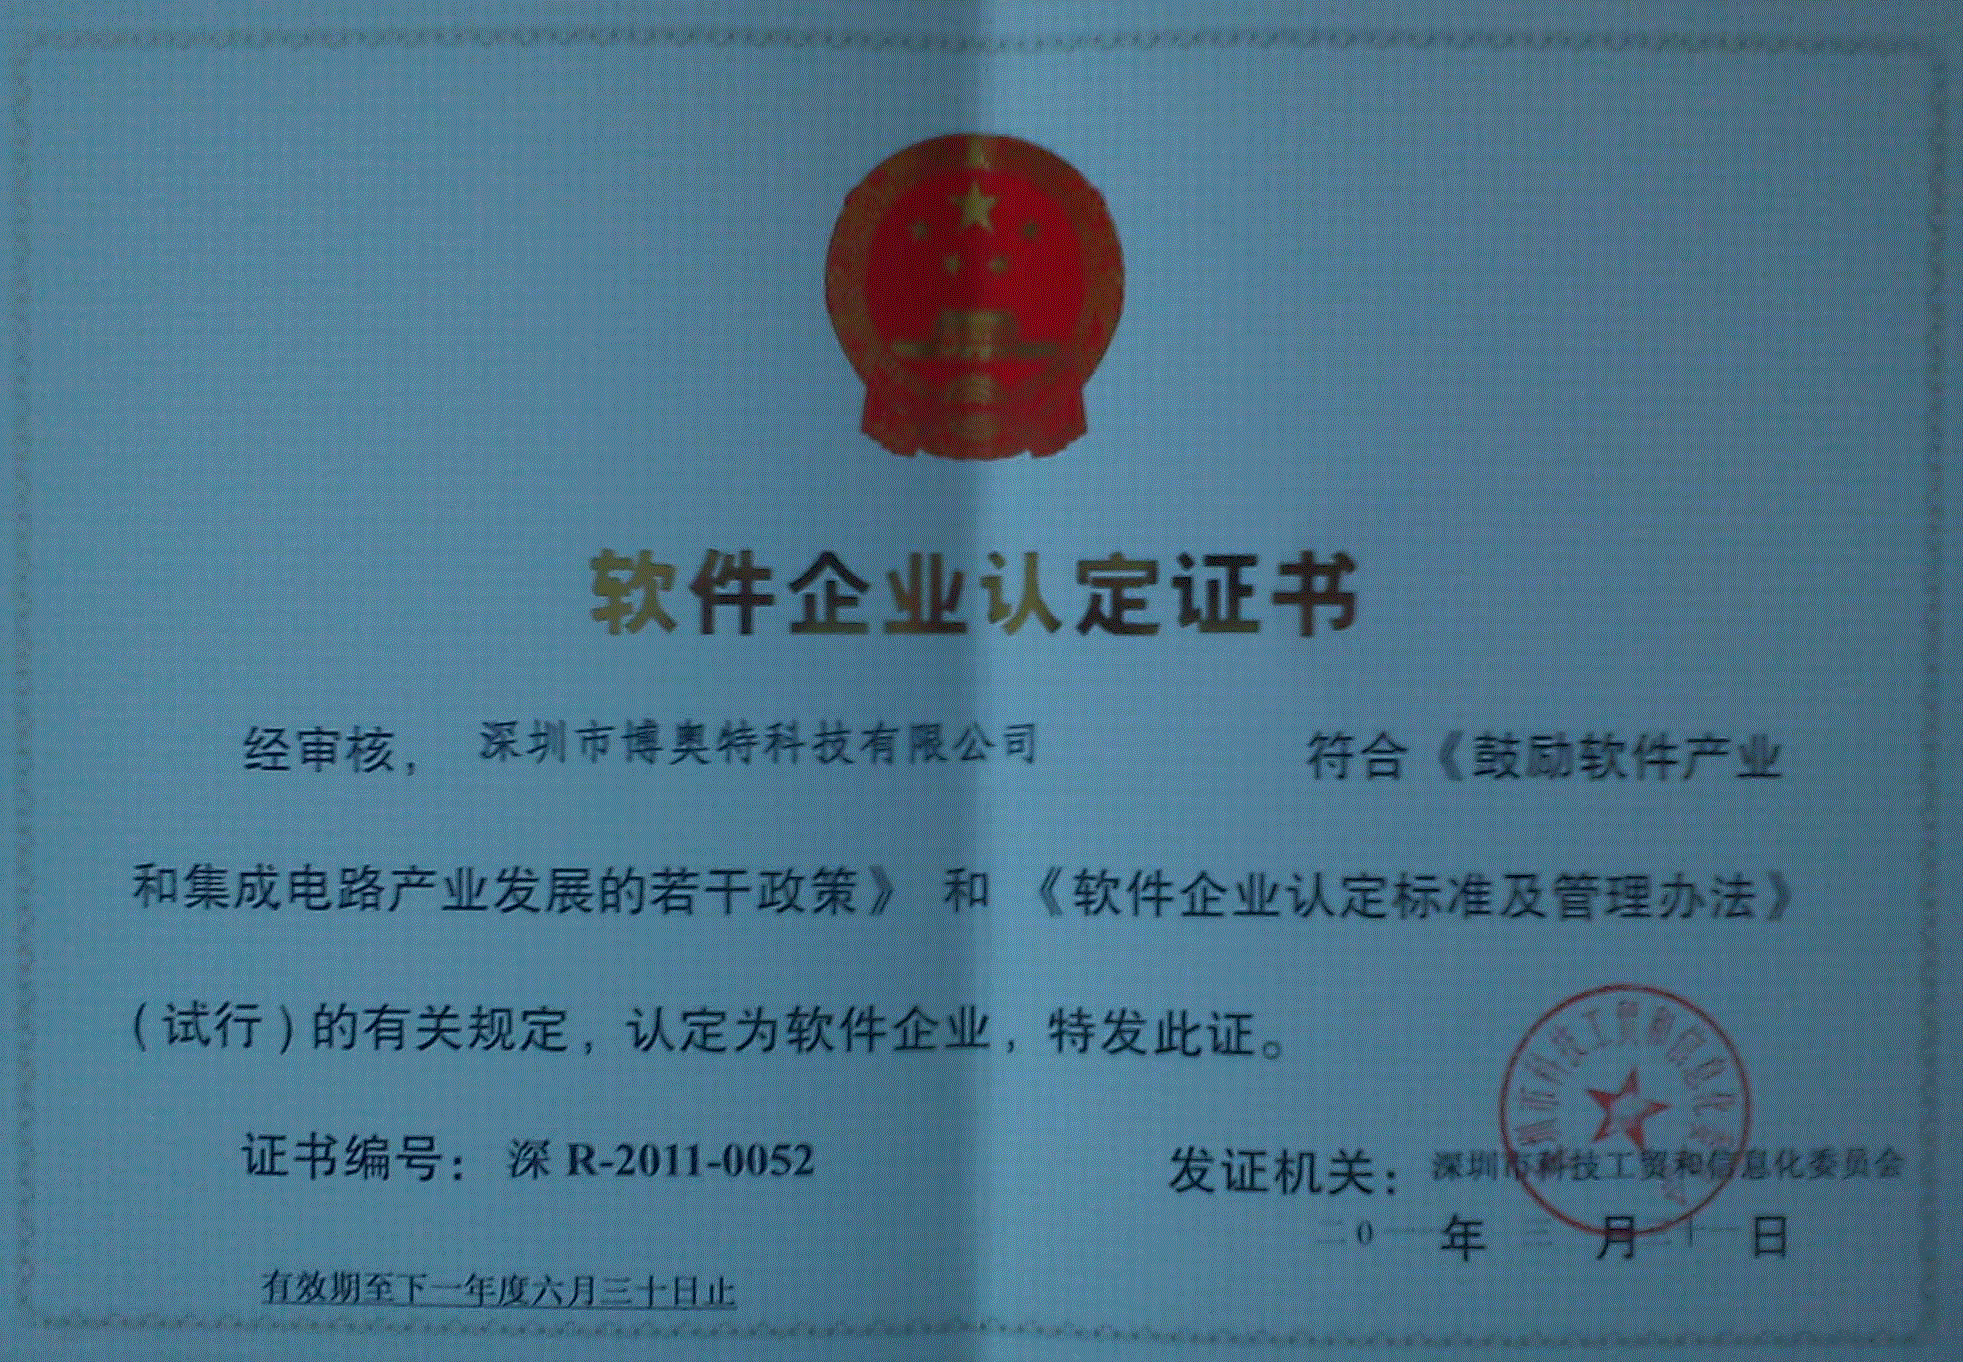 软件企业认定证书
经审核， 深圳市博奥特科技有限公司 符合《鼓励软件产业
和集成电路产业发展的若干政策》 和 《软件企业认定标准及管理办法》
（试行）的有关规定，认定为软件企业，特发此证。
证书编号： 深 R-2011-0052
发证机关： 深圳市科技工贸和信息化委员会
二0一一 年 三 月 日
有效期至下一年度六月三十日止